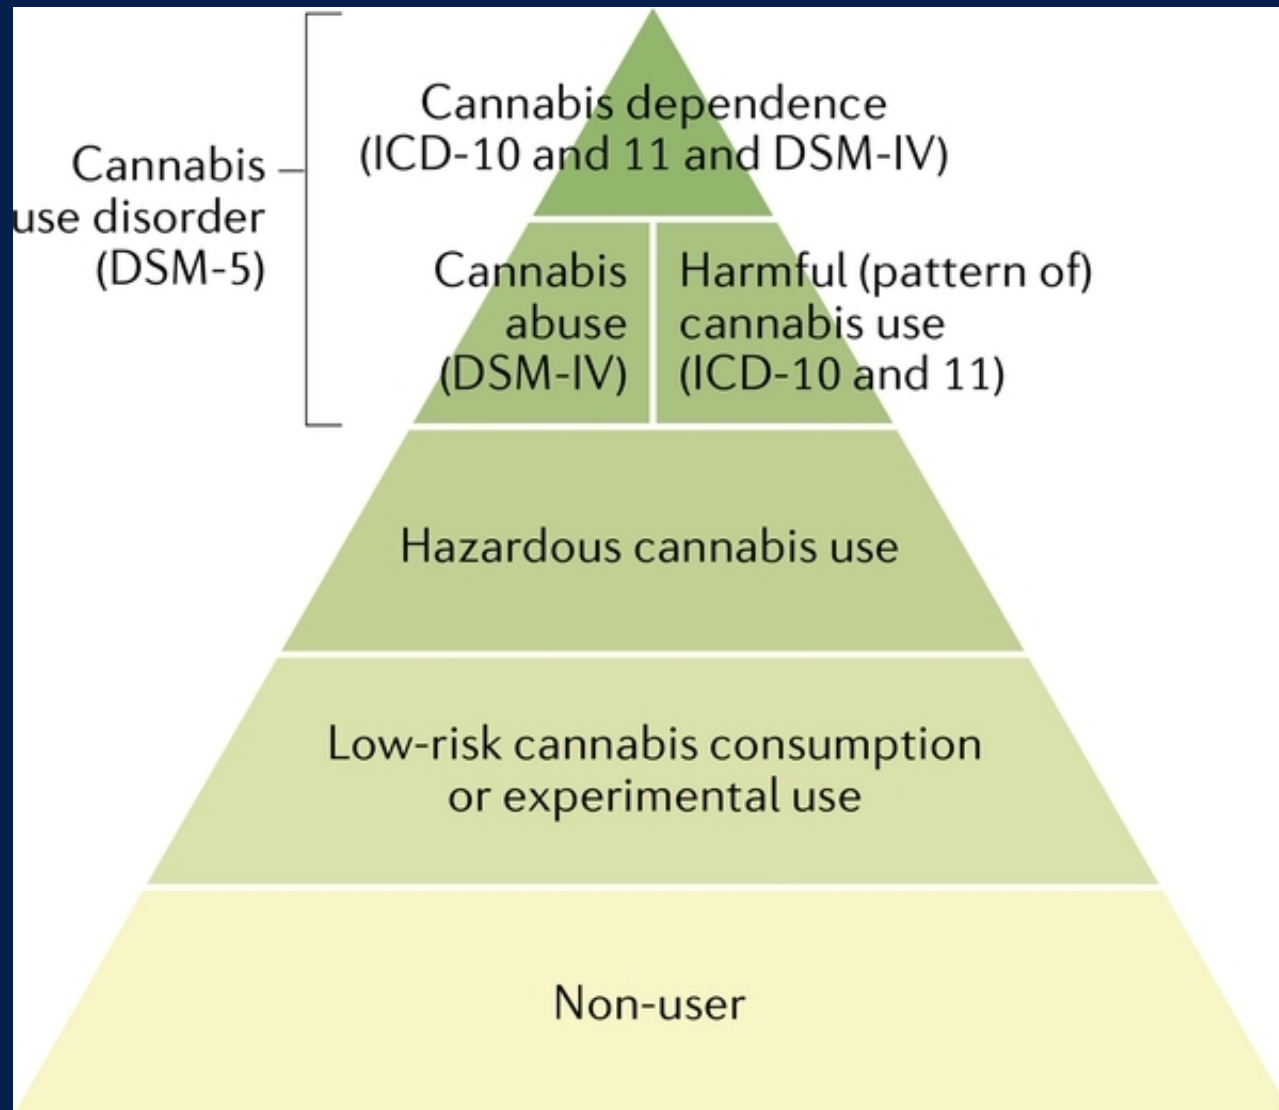 Cannabis dependence
(ICD-10 and 11 and DSM-IV)
Cannabis
use disorder
(DSM-5)
Cannabis
abuse
(DSM-IV)
Harmful (pattern of)
cannabis use
(ICD-10 and 11)
Hazardous cannabis use
Low-risk cannabis consumption
or experimental use
Non-user